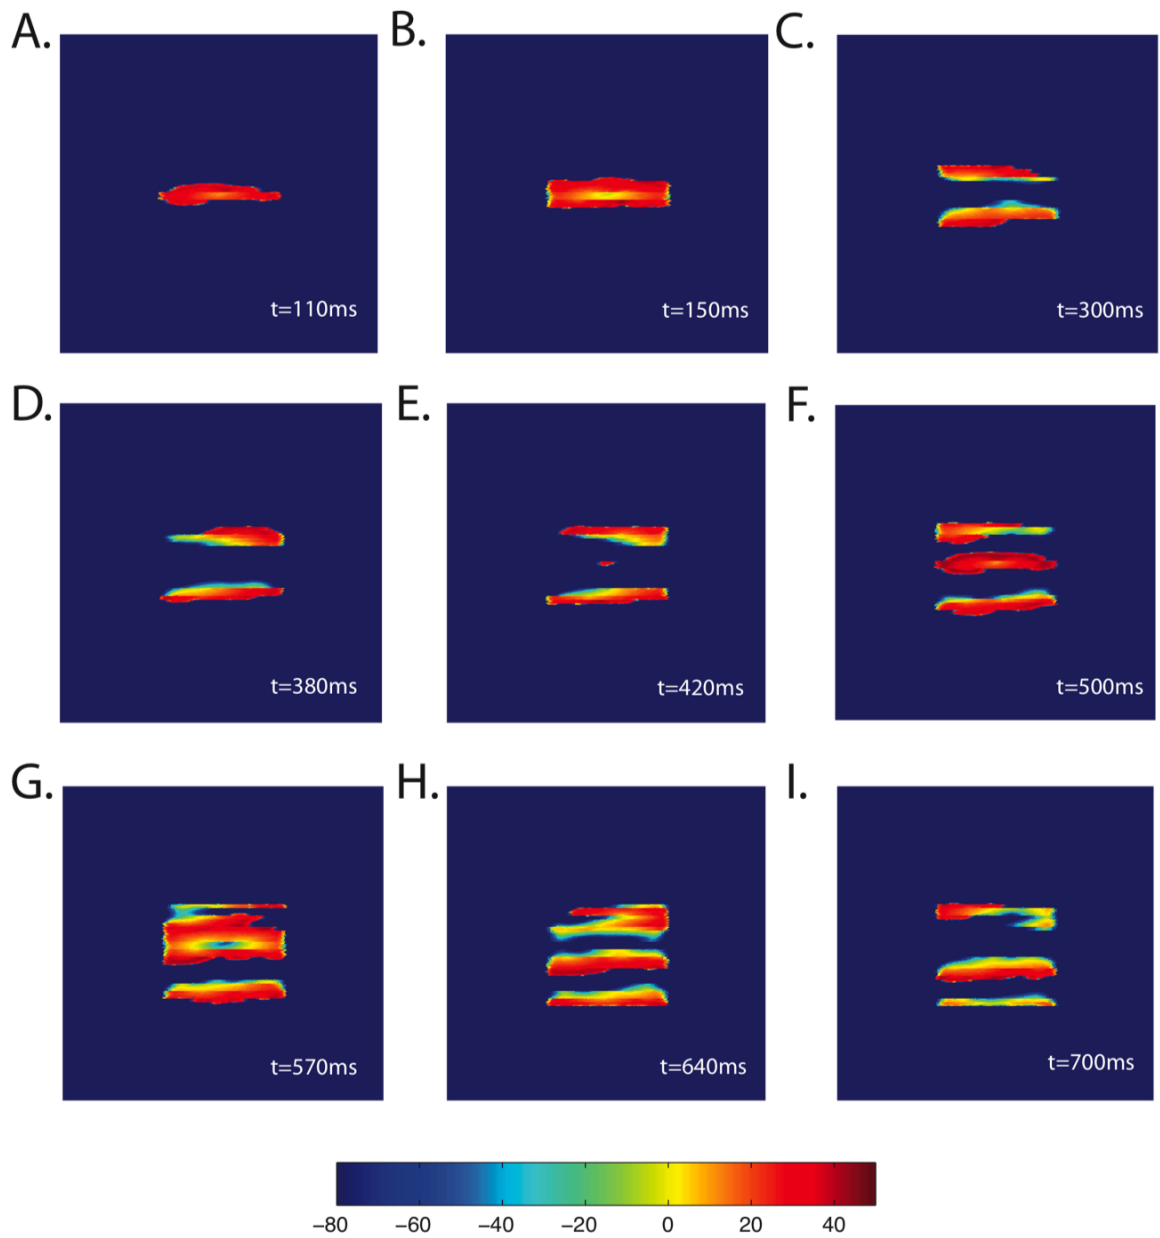 A. B. C.
t=110ms t=150ms t=300ms
D. E. F.
t=380ms t=420ms t=500ms
G. H. I.
t=570ms t=640ms t=700ms
−80 −60 −40 −20 0 20 40